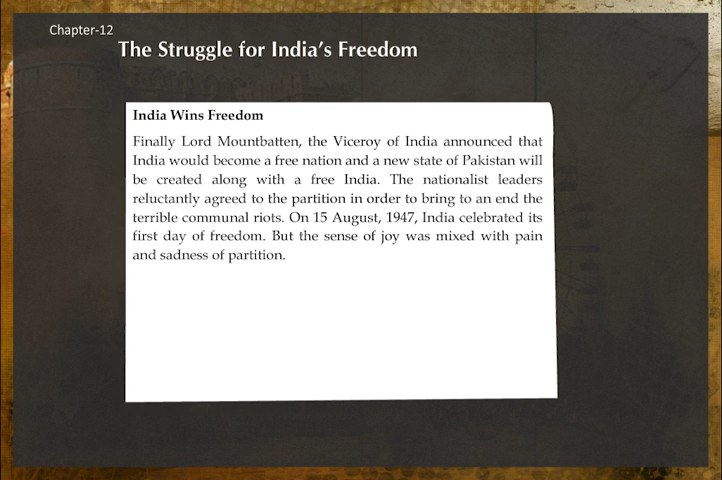 Chapter-12
The Struggle for India's Freedom
India Wins Freedom
Finally Lord Mountbatten, the Viceroy of India announced that
India would become a free nation and a new state of Pakistan will
be created along with a free India. The nationalist leaders
reluctantly agreed to the partition in order to bring to an end the
terrible communal riots. On 15 August, 1947, India celebrated its
first day of freedom. But the sense of joy was mixed with pain
and sadness of partition.